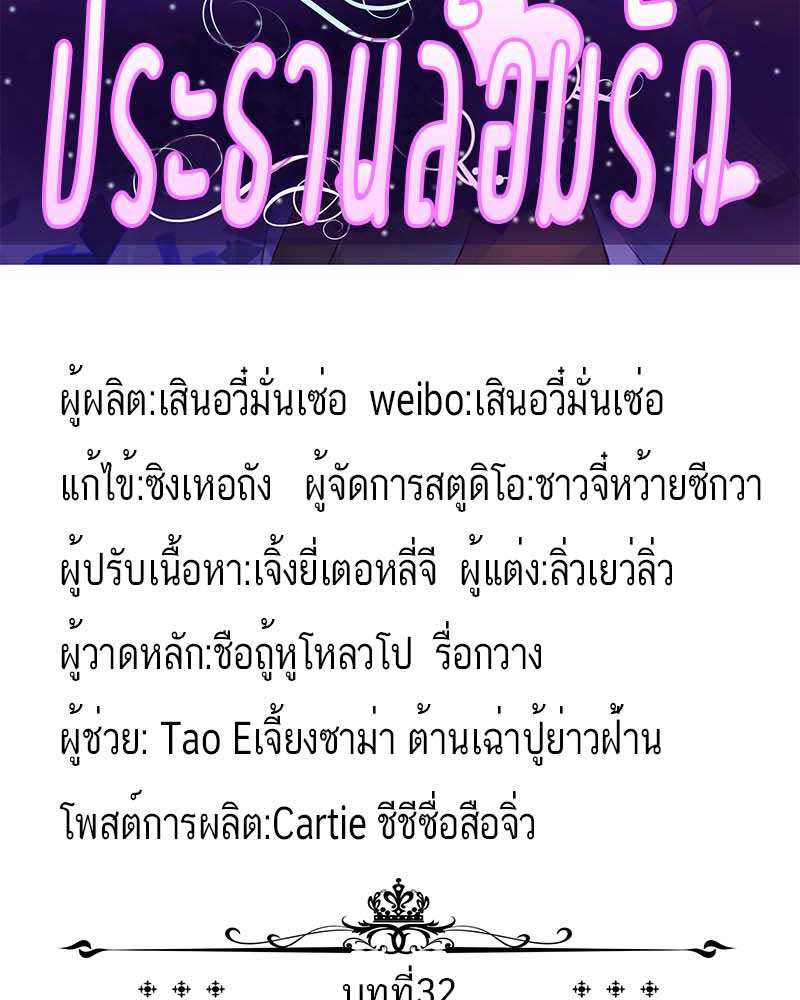 ประธานล้อมรัก
ผู้ผลิต:เสินอวี๋มั่นเซ่อ weibo:เสินอวี๋มั่นเซ่อ
แก้ไข้:ซิงเหอถัง ผู้จัดการสตูดิโอ:ชาวจี๋หว้ายซีกวา
ผู้ปรับเนื้อหา:เจิ้งยี่เตอหลี่จี ผู้แต่ง:ลิ่วเยว่ลิ่ว
ผู้วาดหลัก:ชือถู้หูโหลวโป รื่อกวาง
ผู้ช่วย: Tao Eเจี้ยงซาม่า ต้านเฉ่าปู้ย่าวฝ้าน
โพสต์การผลิต:Cartie ชีชีซื่อสือจิ่ว
บทที่32